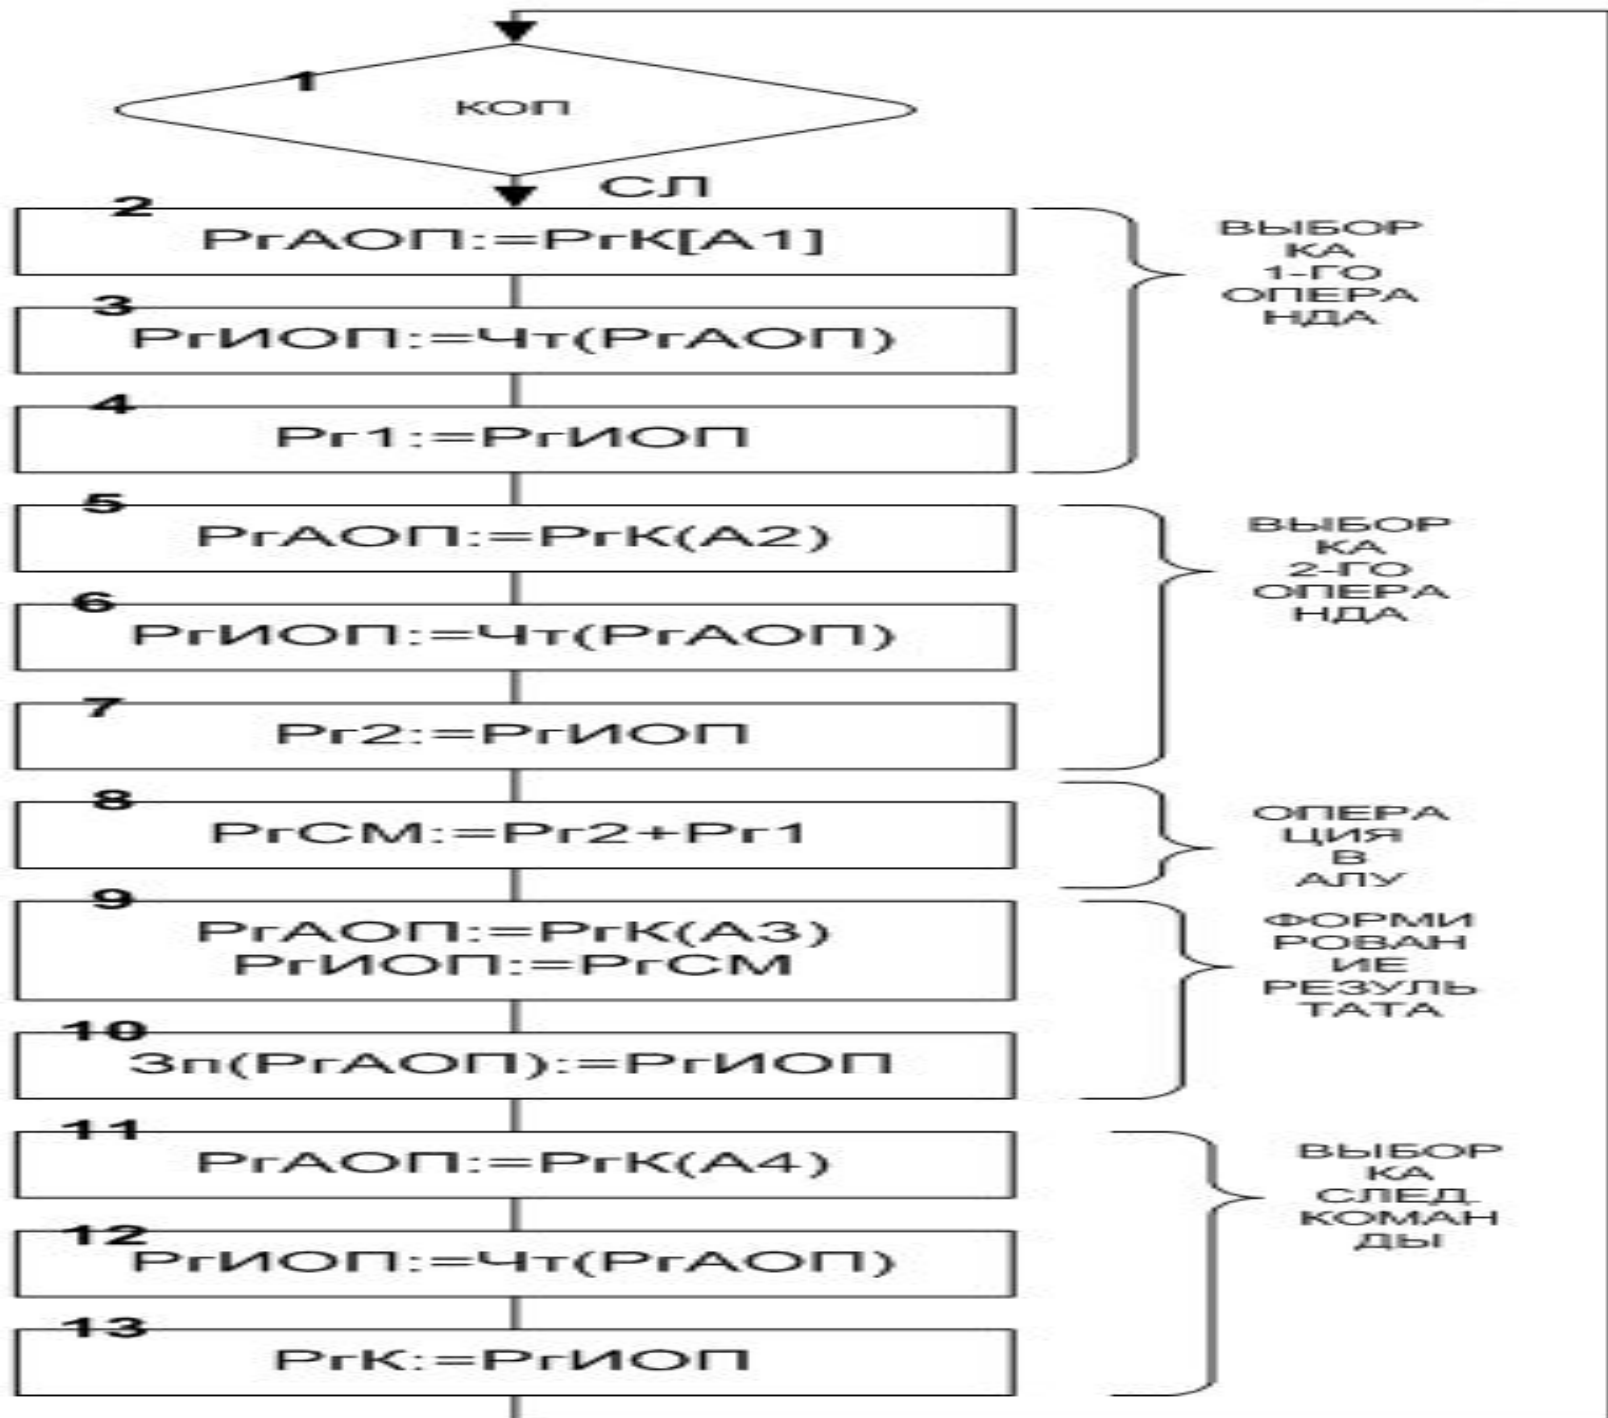 1
КОП
СЛ
2
РгАОП:=РгК[А1]
3
РгИОП:=Чт(РгАОП)
4
Рг1:=РгИОП
ВЫБОР
КА
1-ГО
ОПЕРА
НДА
5
РгАОП:=РгК(А2)
6
РгИОП:=Чт(РгАОП)
7
Рг2:=РгИОП
ВЫБОР
КА
2-ГО
ОПЕРА
НДА
8
РгСМ:=Рг2+Рг1
ОПЕРА
ЦИЯ
В
АЛУ
9
РгАОП:=РгК(А3)
РгИОП:=РгСМ
10
Зп(РгАОП):=РгИОП
ФОРМИ
РОВАН
ИЕ
РЕЗУЛЬ
ТАТА
11
РгАОП:=РгК(А4)
12
РгИОП:=Чт(РгАОП)
13
РгК:=РгИОП
ВЫБОР
КА
СЛЕД.
КОМАН
ДЫ